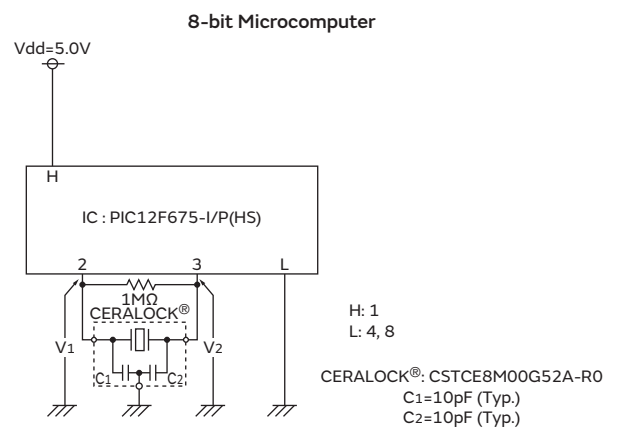 8-bit Microcomputer
Vdd=5.0V
H
IC : PIC12F675-I/P(HS)
2 3 L
1MΩ
CERALOCK®
V1 V2
C1 C2
H: 1
L: 4, 8
CERALOCK®: CSTCE8M00G52A-R0
C1=10pF (Typ.)
C2=10pF (Typ.)